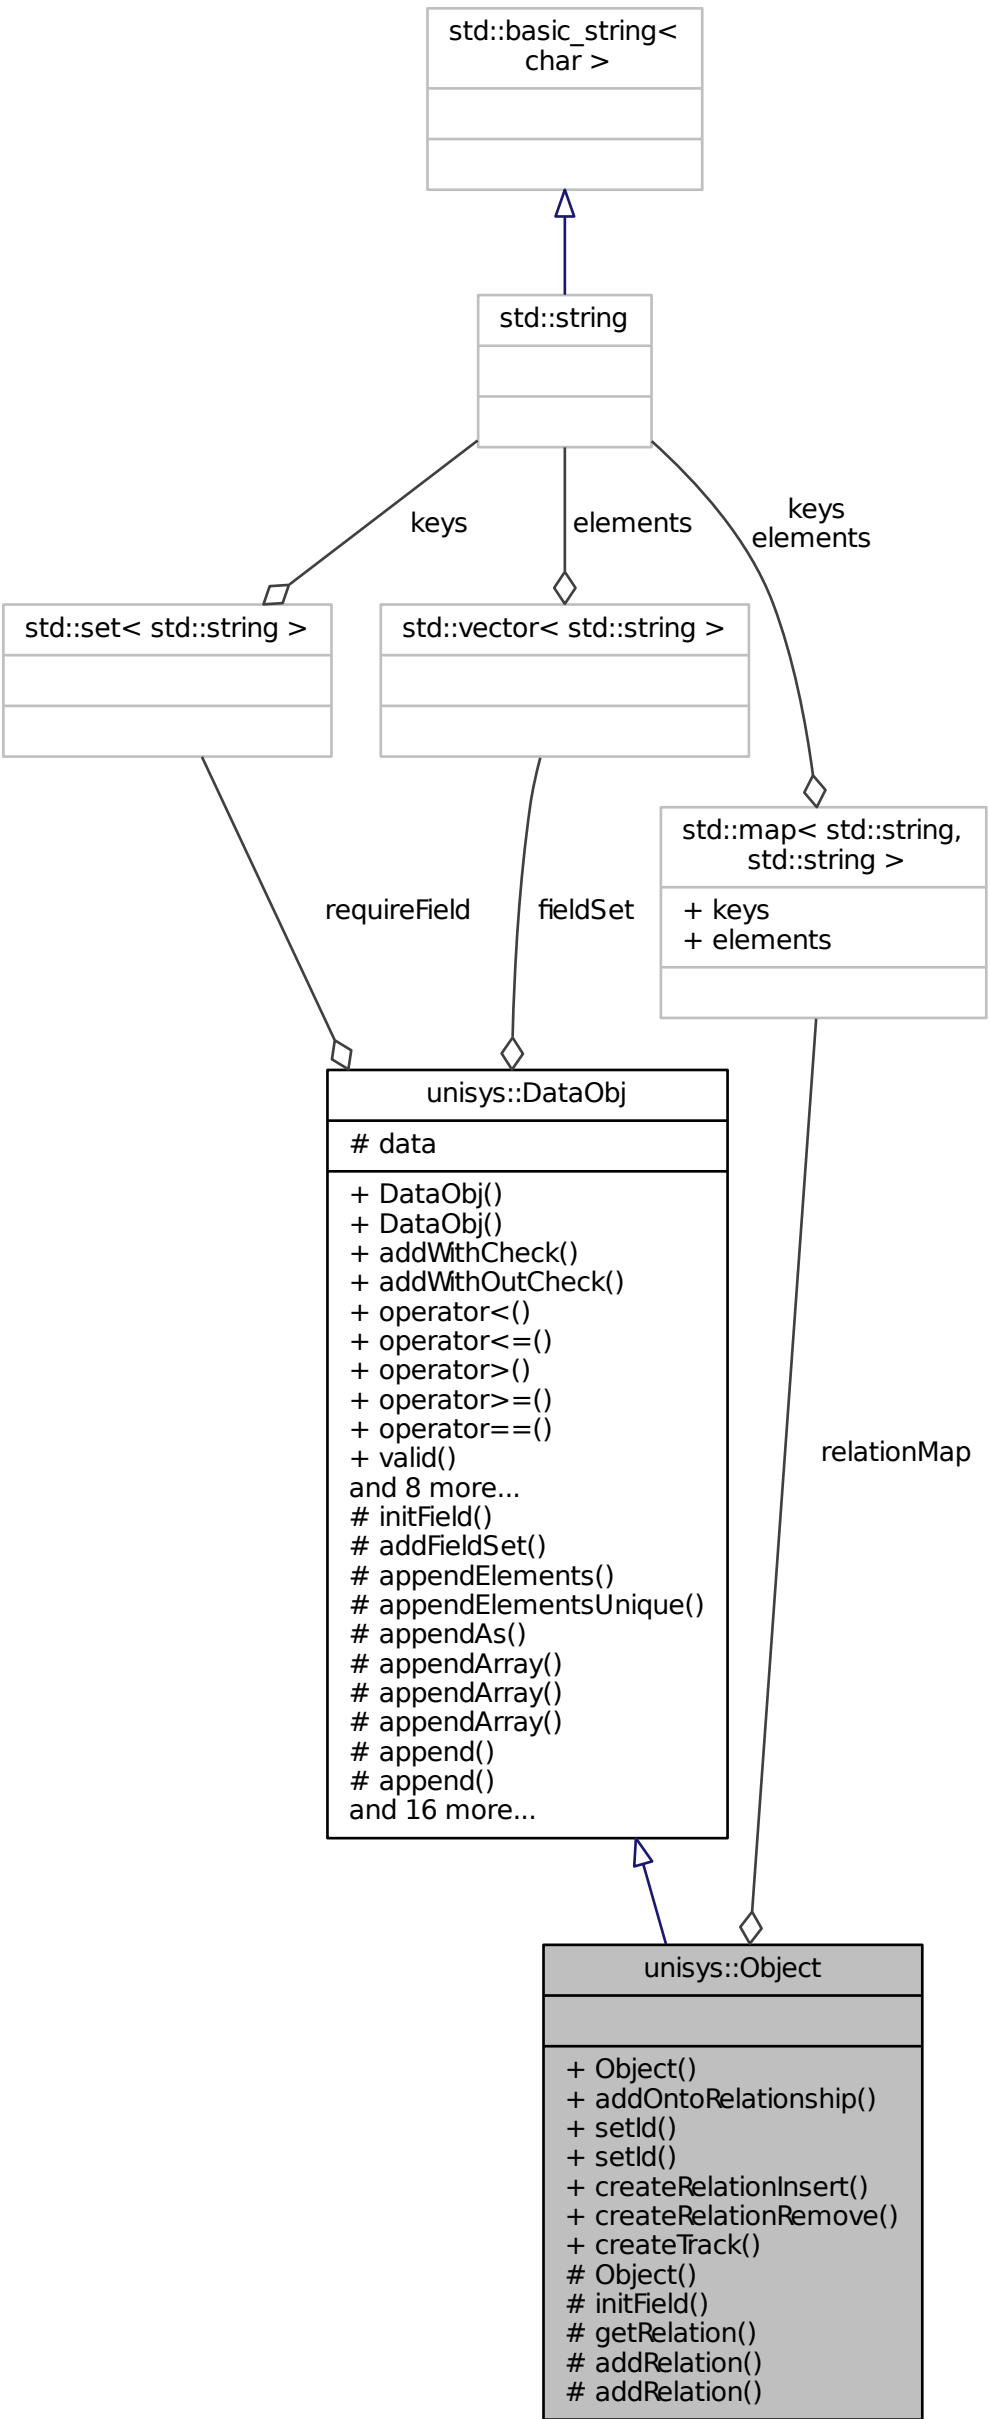 std::basic_string<
char >
std::string
keys
elements
keys
elements
std::set< std::string >
std::vector< std::string >
std::map< std::string,
std::string >
+ keys
+ elements
requireField
fieldSet
unisys::DataObj
# data
+ DataObj()
+ DataObj()
+ addWithCheck()
+ addWithOutCheck()
+ operator<()
+ operator<=()
+ operator>()
+ operator>=()
+ operator==()
+ valid()
and 8 more...
# initField()
# addFieldSet()
# appendElements()
# appendElementsUnique()
# appendAs()
# appendArray()
# appendArray()
# appendArray()
# append()
# append()
and 16 more...
relationMap
unisys::Object
+ Object()
+ addOntoRelationship()
+ setId()
+ setId()
+ createRelationInsert()
+ createRelationRemove()
+ createTrack()
# Object()
# initField()
# getRelation()
# addRelation()
# addRelation()